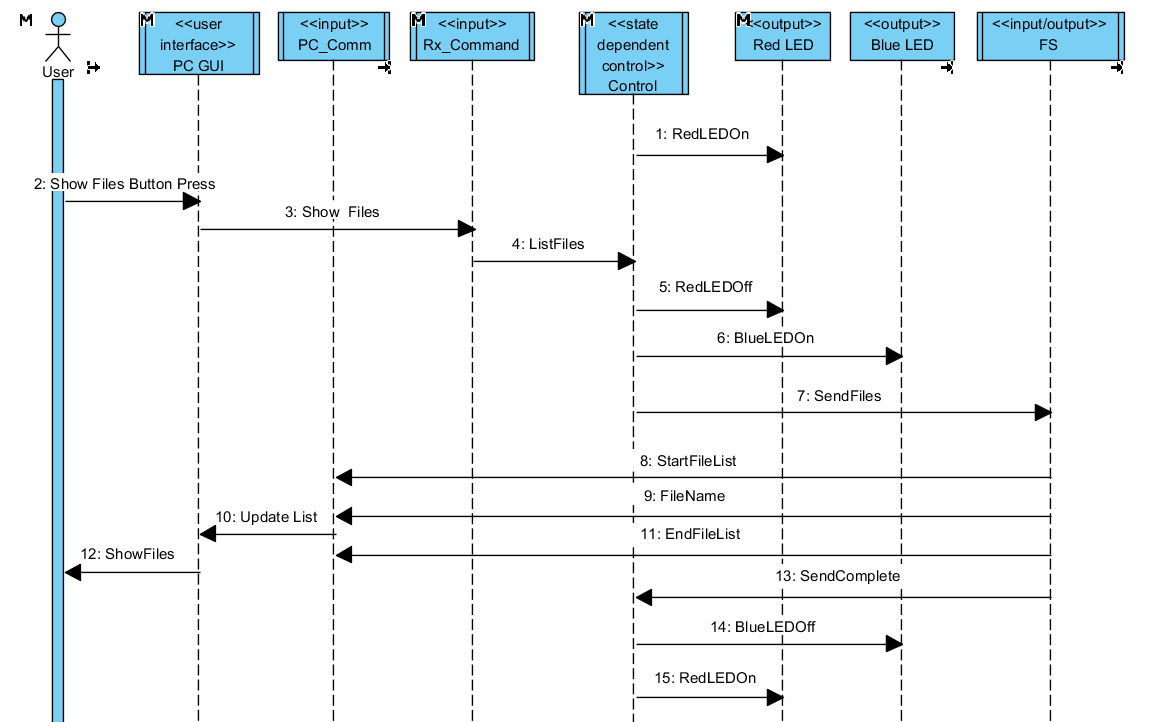 M
User
M
<<user
interface>>
PC GUI
<<input>>
PC_Comm
M
<<input>>
Rx_Command
M
<<state
dependent
control>>
Control
M
<<output>>
Red LED
<<output>>
Blue LED
<<input/output>>
FS
1: RedLEDOn
2: Show Files Button Press
3: Show  Files
4: ListFiles
5: RedLEDOff
6: BlueLEDOn
7: SendFiles
8: StartFileList
9: FileName
10: Update List
11: EndFileList
12: ShowFiles
13: SendComplete
14: BlueLEDOff
15: RedLEDOn